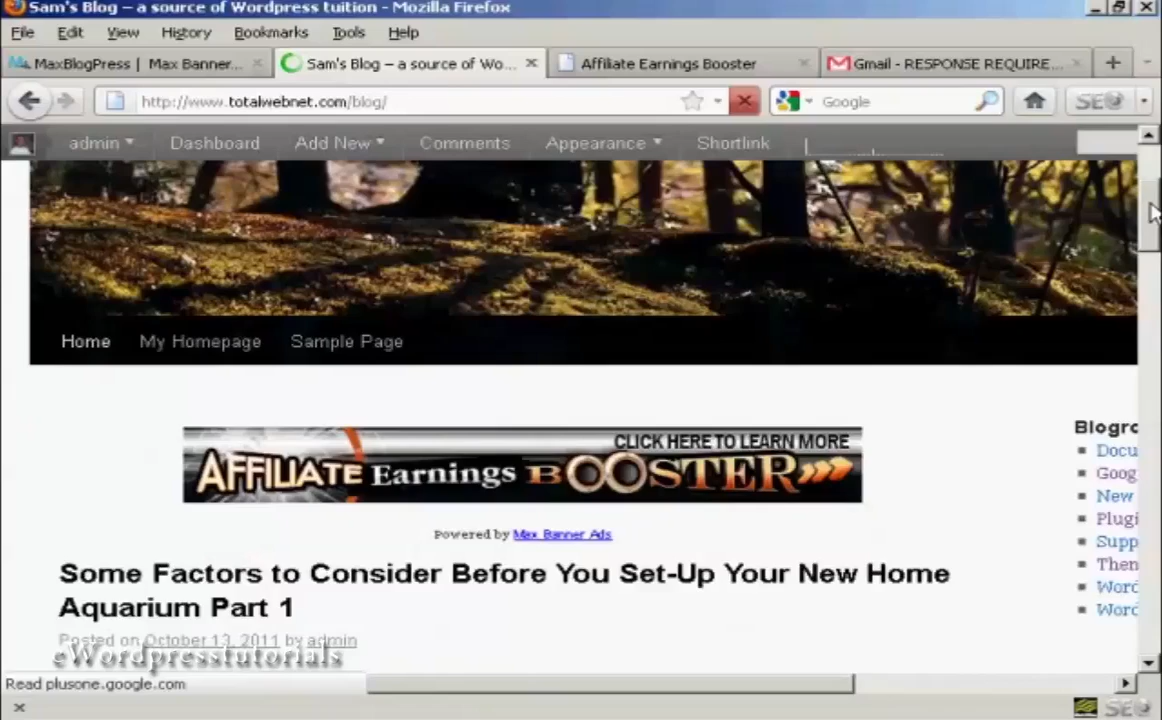 Sam's Blog – a source of Wordpress tuition - Mozilla Firefox
File Edit View History Bookmarks Tools Help
MaxBlogPress | Max Banner... Sam's Blog – a source of Wo... Affiliate Earnings Booster Gmail - RESPONSE REQUIRE...
http://www.totalwebnet.com/blog/ Google SEO
admin Dashboard Add New Comments Appearance Shortlink
Home My Homepage Sample Page
CLICK HERE TO LEARN MORE
AFFILIATE Earnings BOOSTER
Powered by Max Banner Ads
Blogro
Docu
Goog
New
Plugi
Supp
Them
Word
Word
Some Factors to Consider Before You Set-Up Your New Home
Aquarium Part 1
Posted on October 13, 2011 by admin
eWordpresstutorials
Read plusone.google.com
SEO